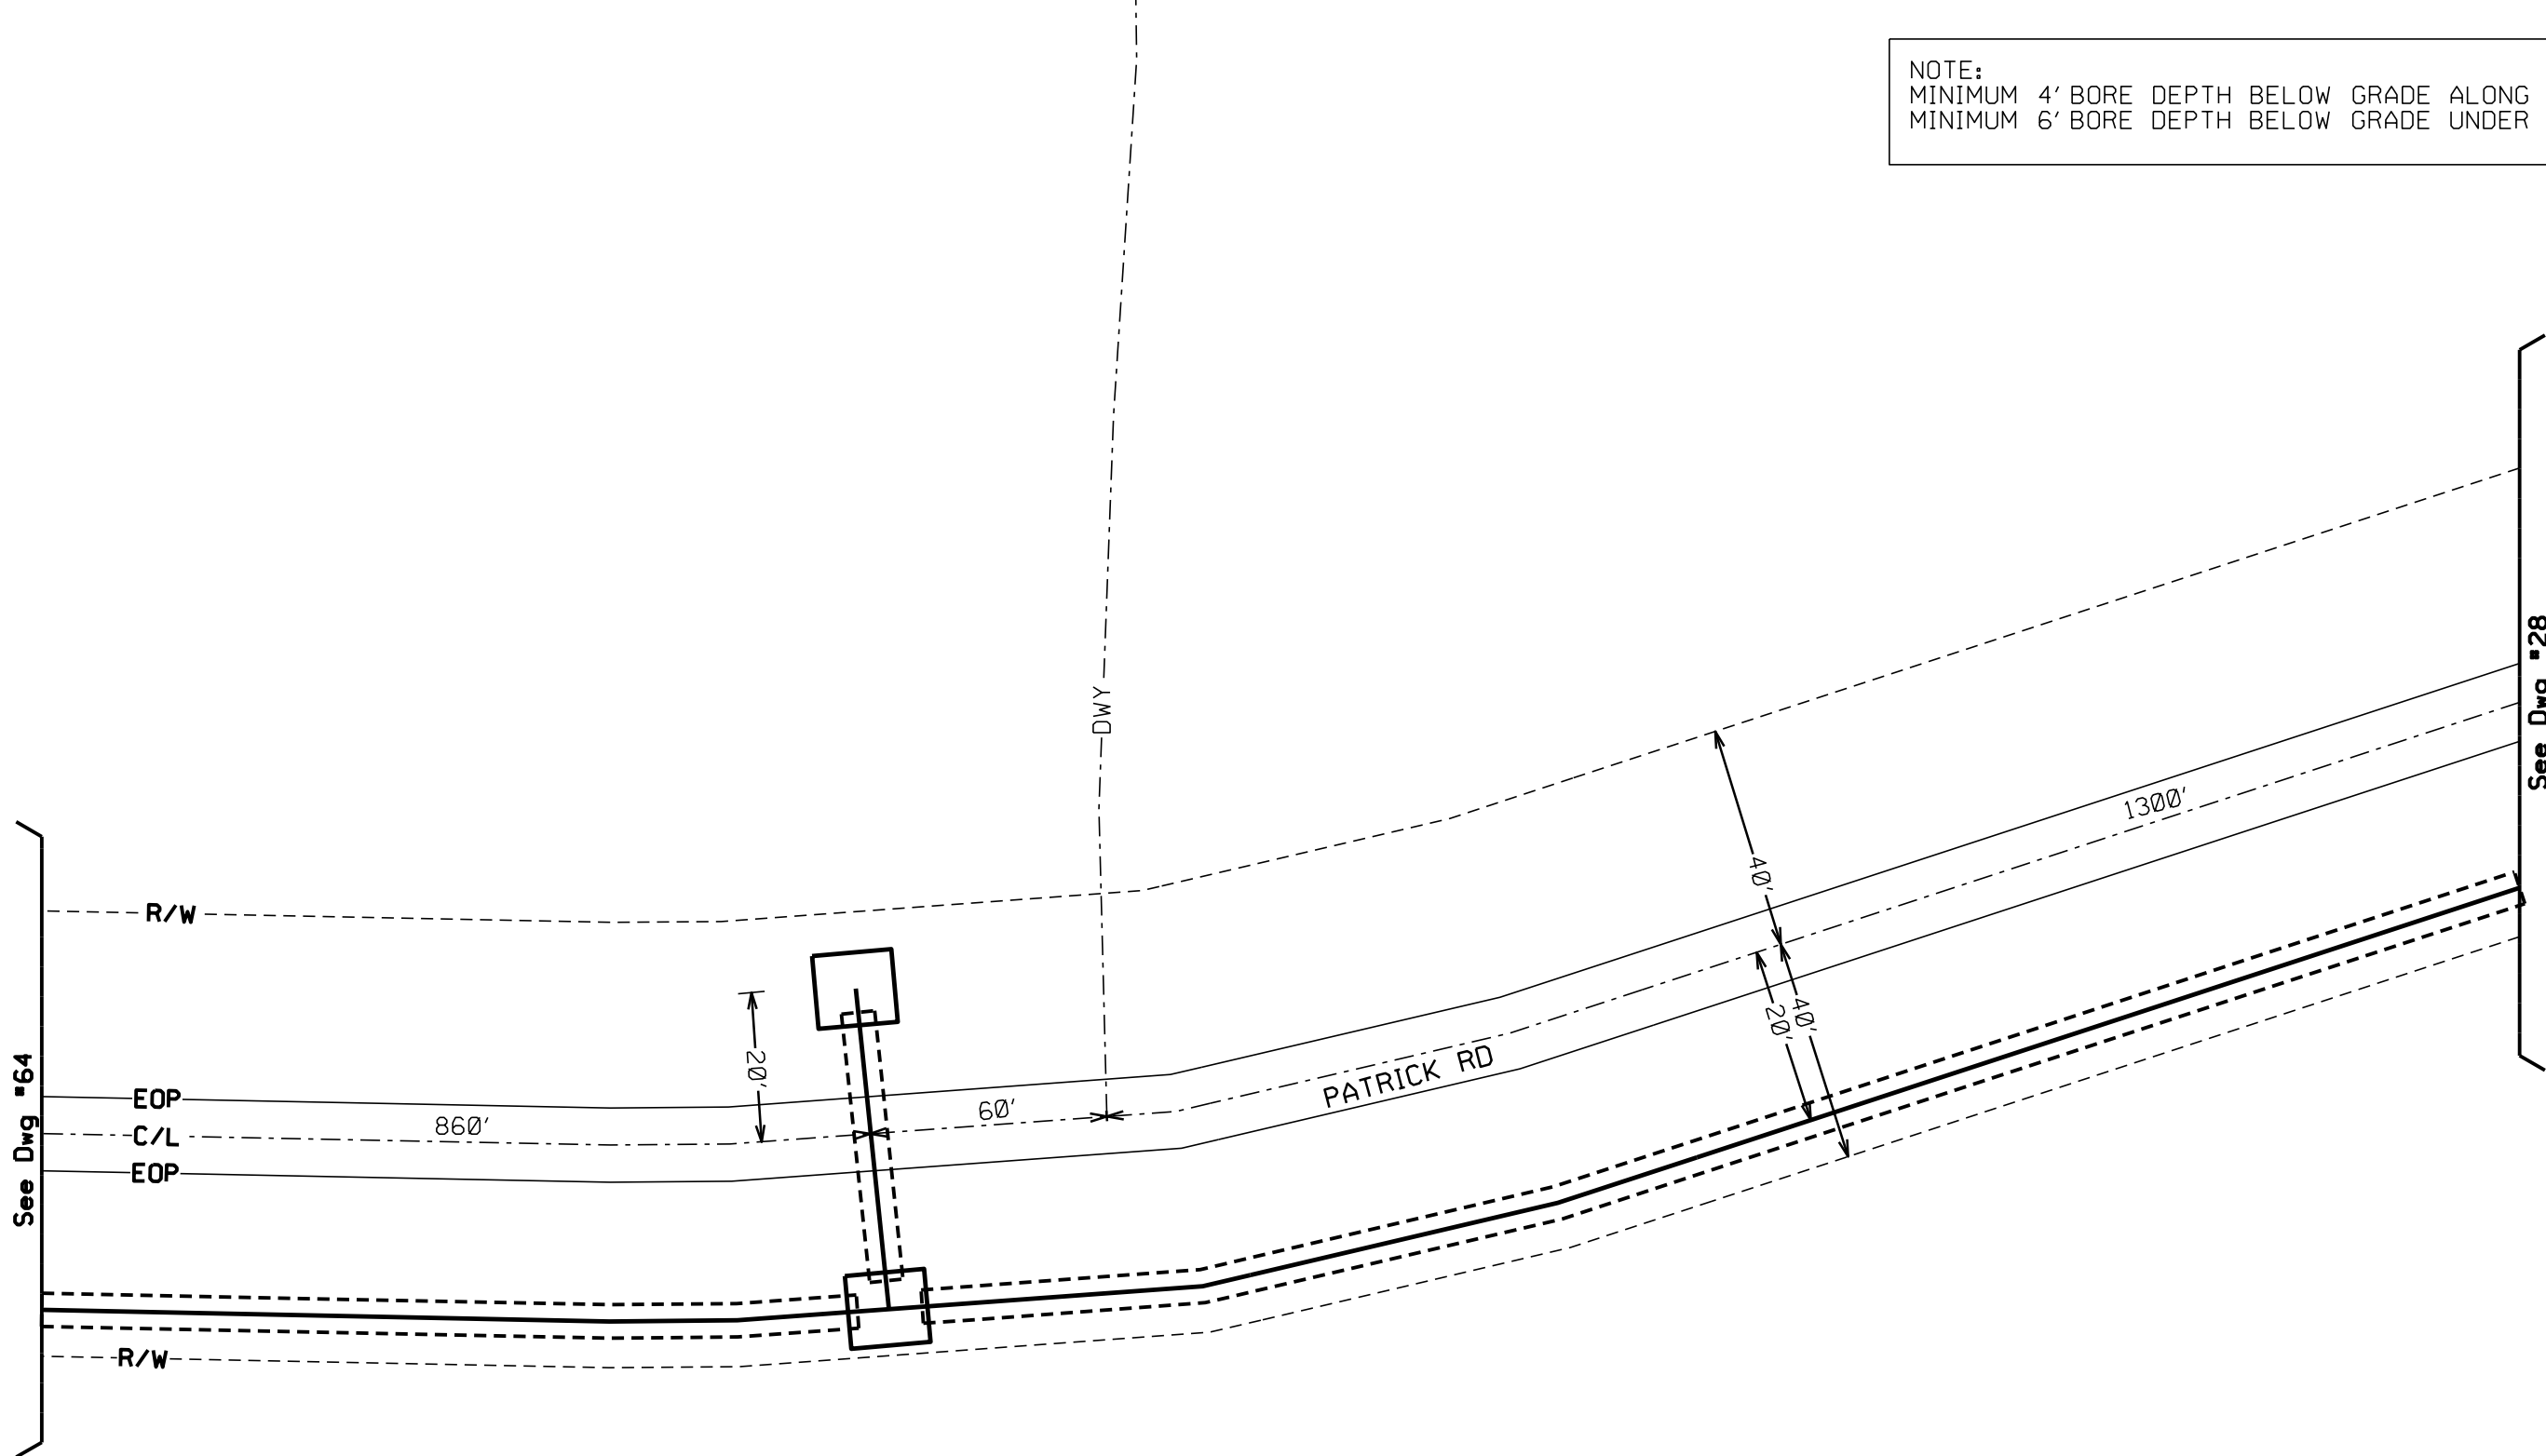 NOTE:
MINIMUM 4' BORE DEPTH BELOW GRADE ALONG
MINIMUM 6' BORE DEPTH BELOW GRADE UNDER
See Dwg #28
DWY
1300'
40'
R/W
40'
20'
20'
PATRICK RD
EOP
860'
60'
C/L
EOP
See Dwg #64
R/W